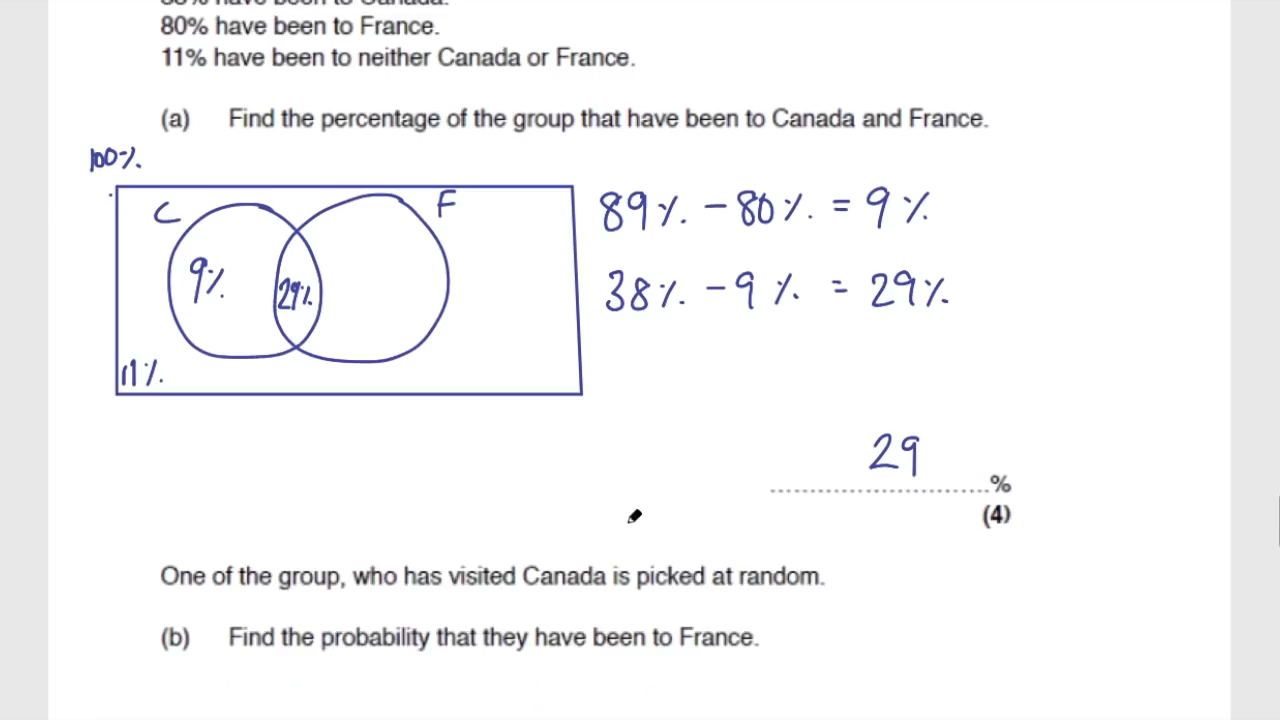 80% have been to France.
11% have been to neither Canada or France.
(a) Find the percentage of the group that have been to Canada and France.
100%.
C F
9%
29%
11%.
89% - 80% = 9%
38% - 9% = 29%
29
..............................%
(4)
One of the group, who has visited Canada is picked at random.
(b) Find the probability that they have been to France.